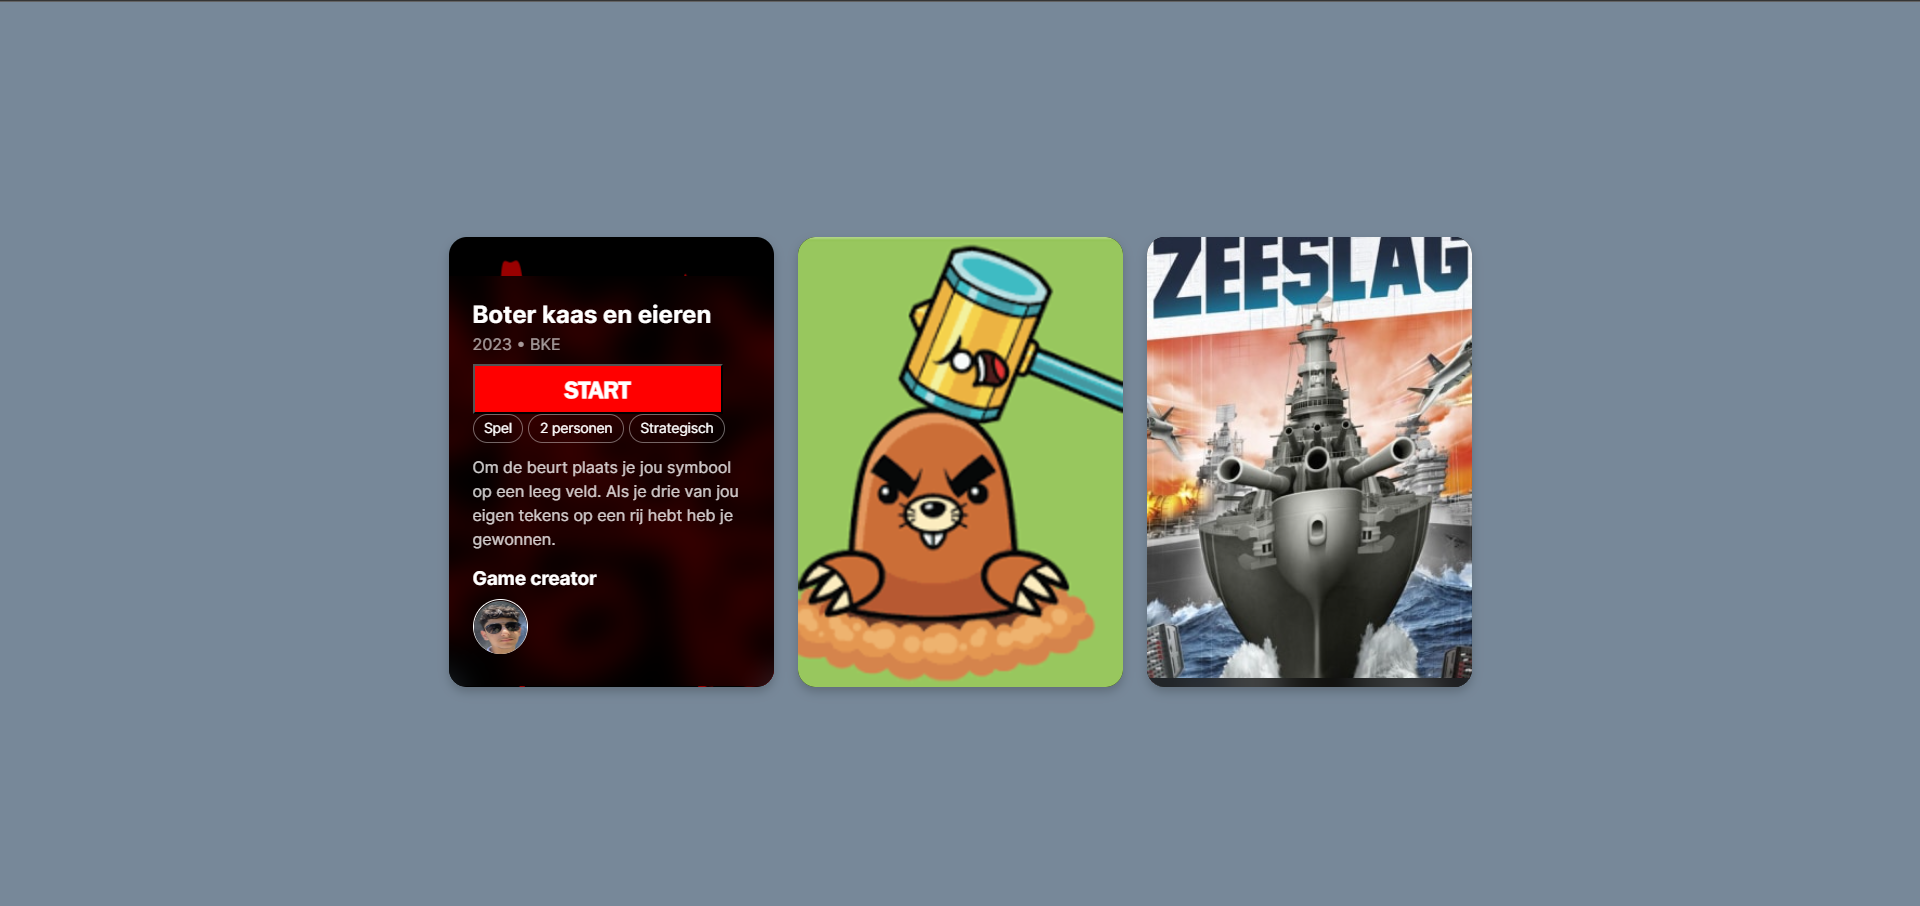 Boter kaas en eieren
2023 • BKE
START
Spel
2 personen
Strategisch
Om de beurt plaats je jou symbool
op een leeg veld. Als je drie van jou
eigen tekens op een rij hebt heb je
gewonnen.
Game creator
ZEESLAG